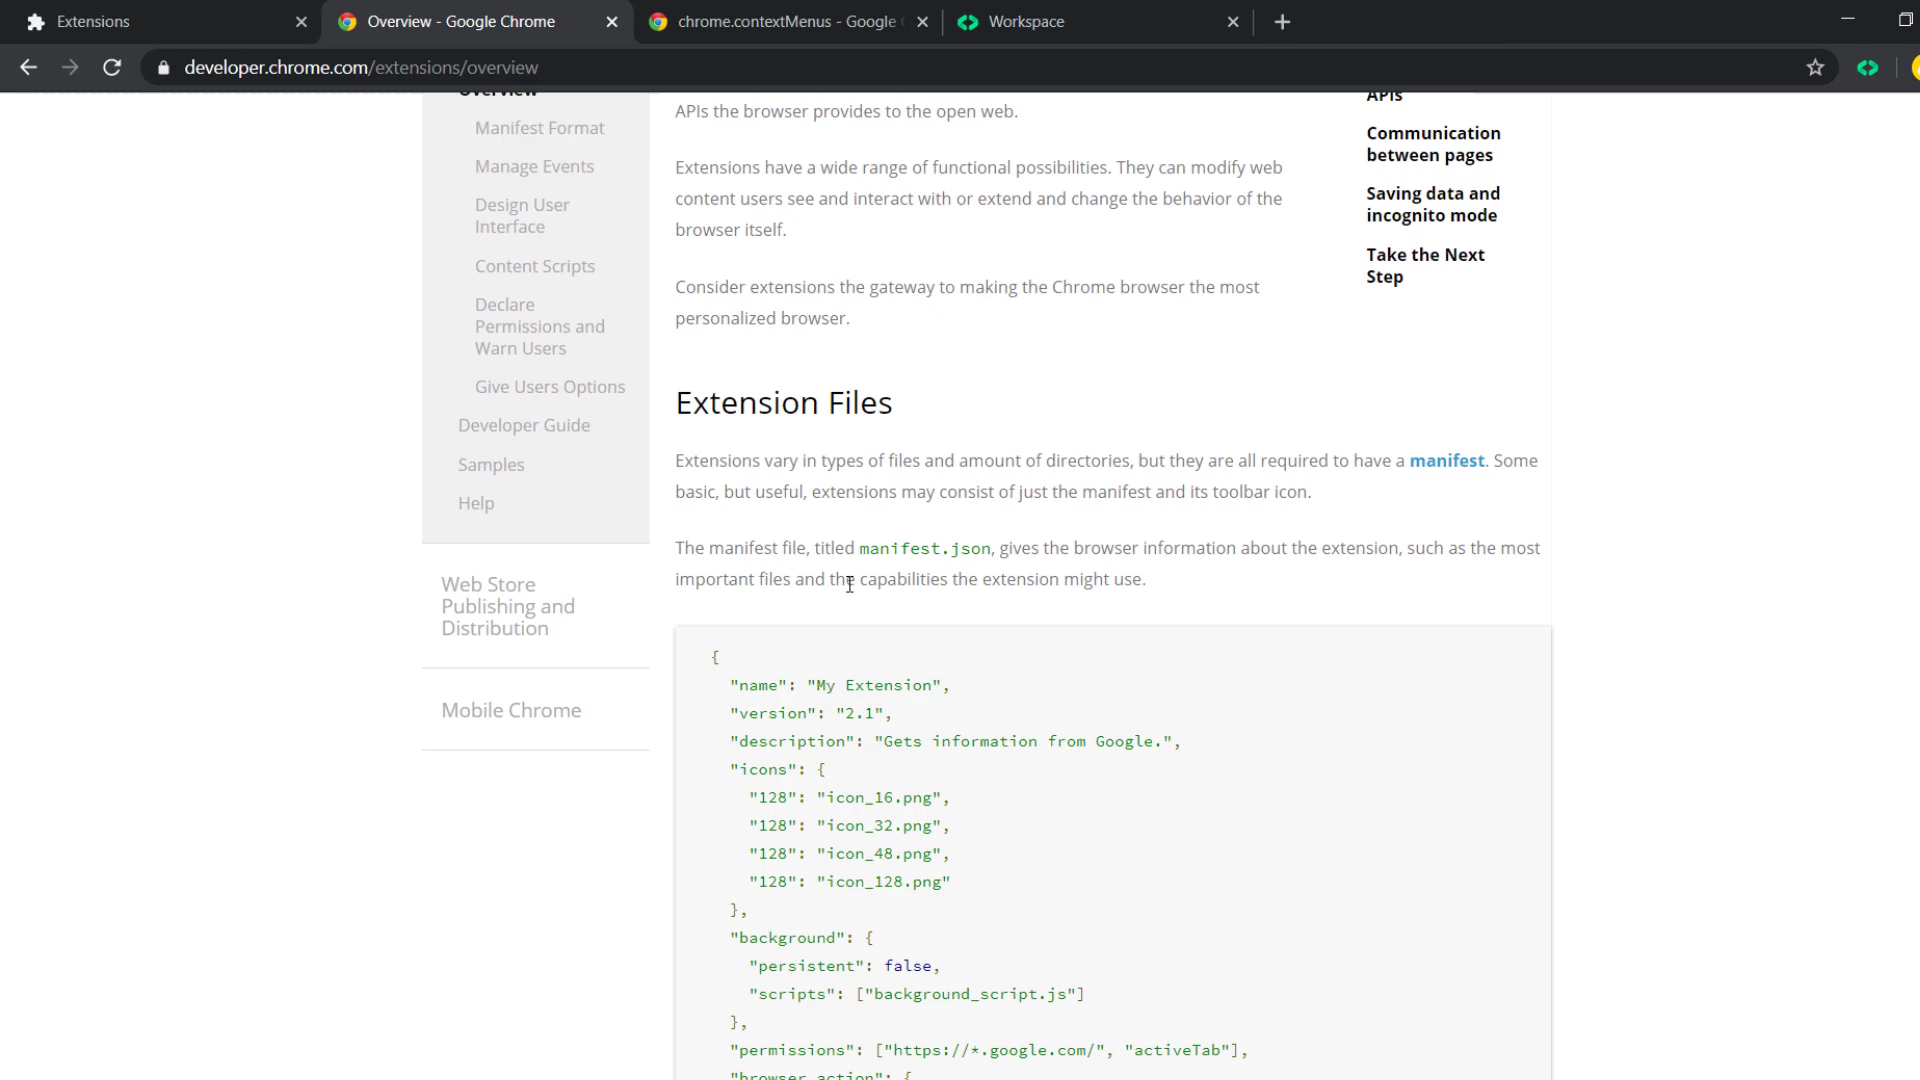 Extensions
Overview - Google Chrome
chrome.contextMenus - Google
Workspace
developer.chrome.com/extensions/overview
Overview
Manifest Format
Manage Events
Design User
Interface
Content Scripts
Declare
Permissions and
Warn Users
Give Users Options
Developer Guide
Samples
Help
Web Store
Publishing and
Distribution
Mobile Chrome
APIs the browser provides to the open web.
Extensions have a wide range of functional possibilities. They can modify web
content users see and interact with or extend and change the behavior of the
browser itself.
Consider extensions the gateway to making the Chrome browser the most
personalized browser.
Extension Files
Extensions vary in types of files and amount of directories, but they are all required to have a manifest. Some
basic, but useful, extensions may consist of just the manifest and its toolbar icon.
The manifest file, titled manifest.json, gives the browser information about the extension, such as the most
important files and the capabilities the extension might use.
{
"name": "My Extension",
"version": "2.1",
"description": "Gets information from Google.",
"icons": {
"128": "icon_16.png",
"128": "icon_32.png",
"128": "icon_48.png",
"128": "icon_128.png"
},
"background": {
"persistent": false,
"scripts": ["background_script.js"]
},
"permissions": ["https://*.google.com/", "activeTab"],
"browser_action": {
APIs
Communication
between pages
Saving data and
incognito mode
Take the Next
Step